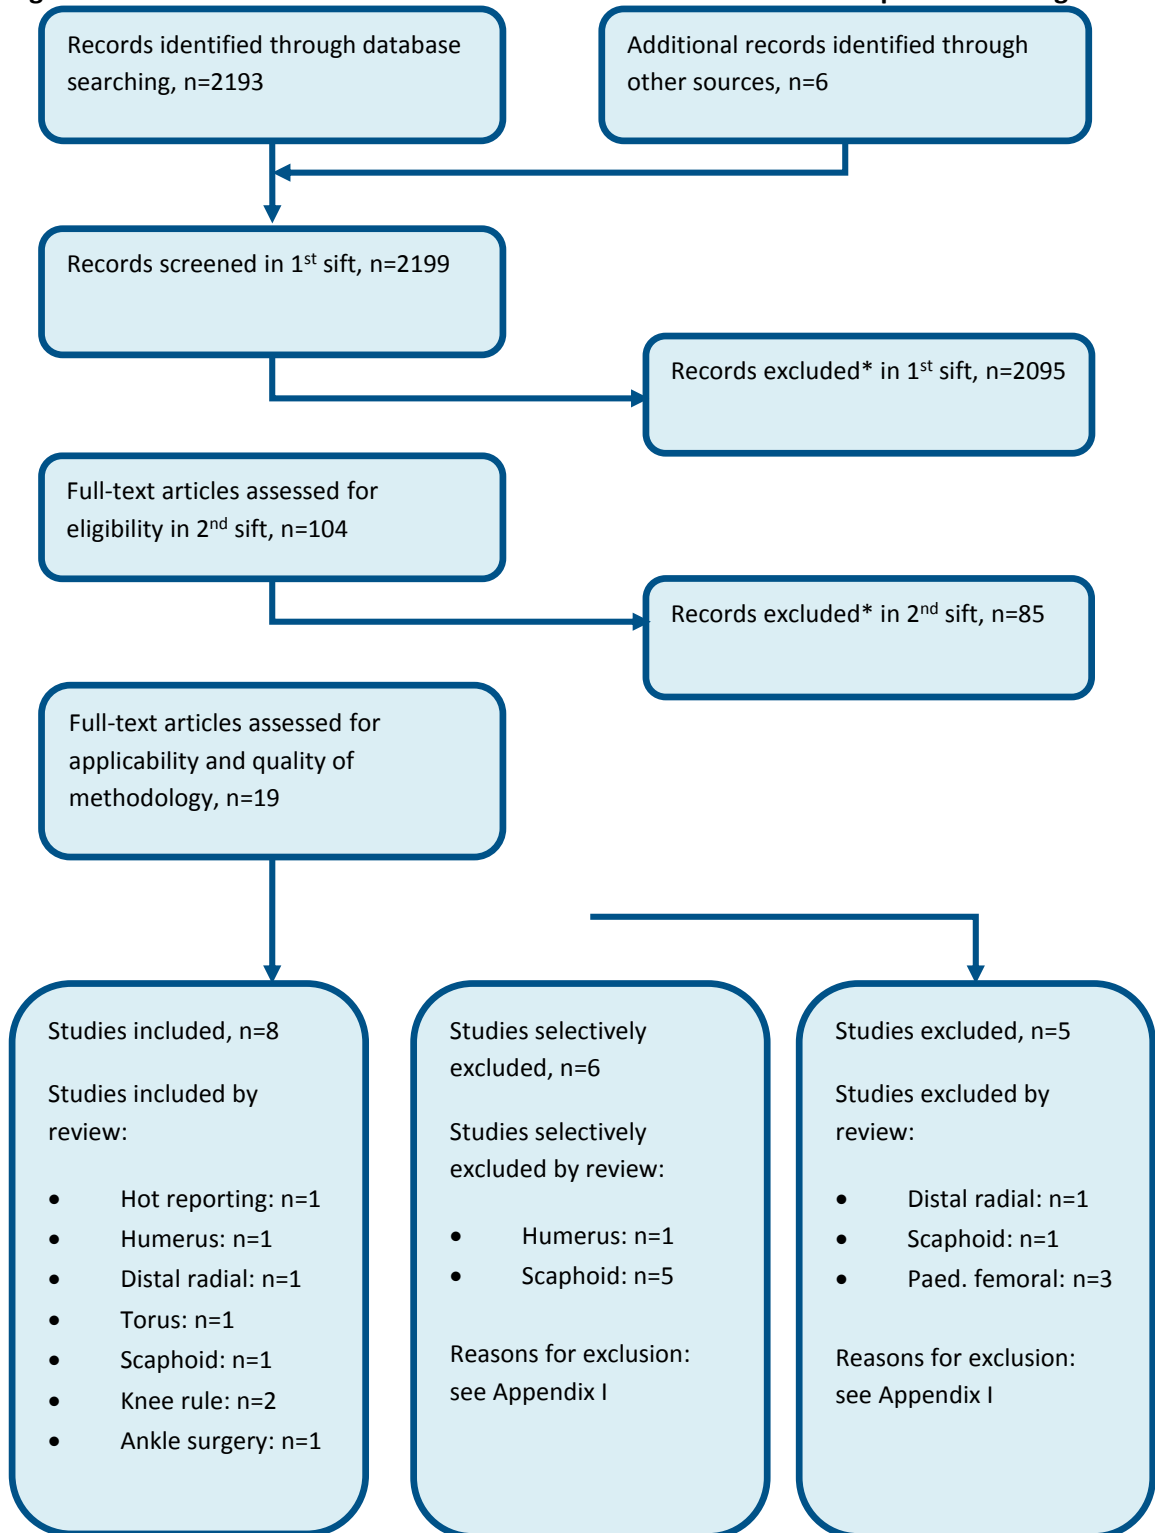 Records identified through database
searching, n=2193
Additional records identified through
other sources, n=6
Records screened in 1st sift, n=2199
Records excluded* in 1st sift, n=2095
Full-text articles assessed for
eligibility in 2nd sift, n=104
Records excluded* in 2nd sift, n=85
Full-text articles assessed for
applicability and quality of
methodology, n=19
Studies included, n=8
Studies included by
review:
• Hot reporting: n=1
• Humerus: n=1
• Distal radial: n=1
• Torus: n=1
• Scaphoid: n=1
• Knee rule: n=2
• Ankle surgery: n=1
Studies selectively
excluded, n=6
Studies selectively
excluded by review:
• Humerus: n=1
• Scaphoid: n=5
Reasons for exclusion:
see Appendix I
Studies excluded, n=5
Studies excluded by
review:
• Distal radial: n=1
• Scaphoid: n=1
• Paed. femoral: n=3
Reasons for exclusion:
see Appendix I